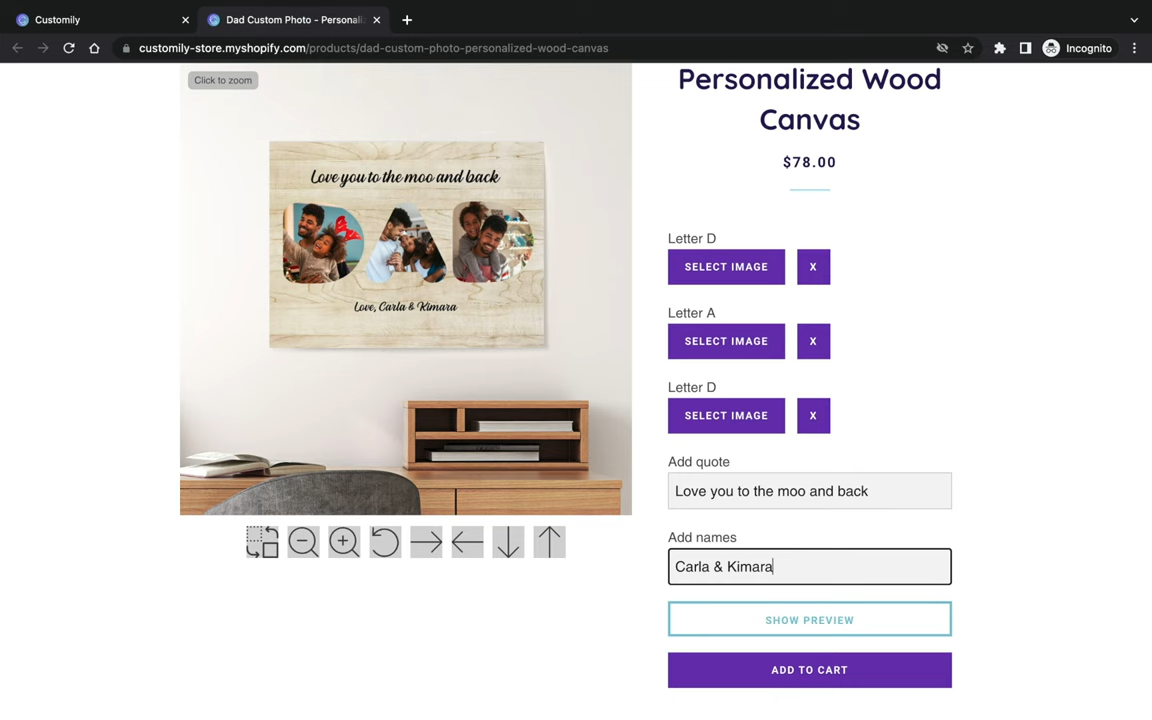 Customily
Dad Custom Photo - Personali
customily-store.myshopify.com/products/dad-custom-photo-personalized-wood-canvas
Incognito
Click to zoom
Love you to the moo and back
DAD
Love, Carla & Kimara
Personalized Wood
Canvas
$78.00
Letter D
SELECT IMAGE X
Letter A
SELECT IMAGE X
Letter D
SELECT IMAGE X
Add quote
Love you to the moo and back
Add names
Carla & Kimara
SHOW PREVIEW
ADD TO CART